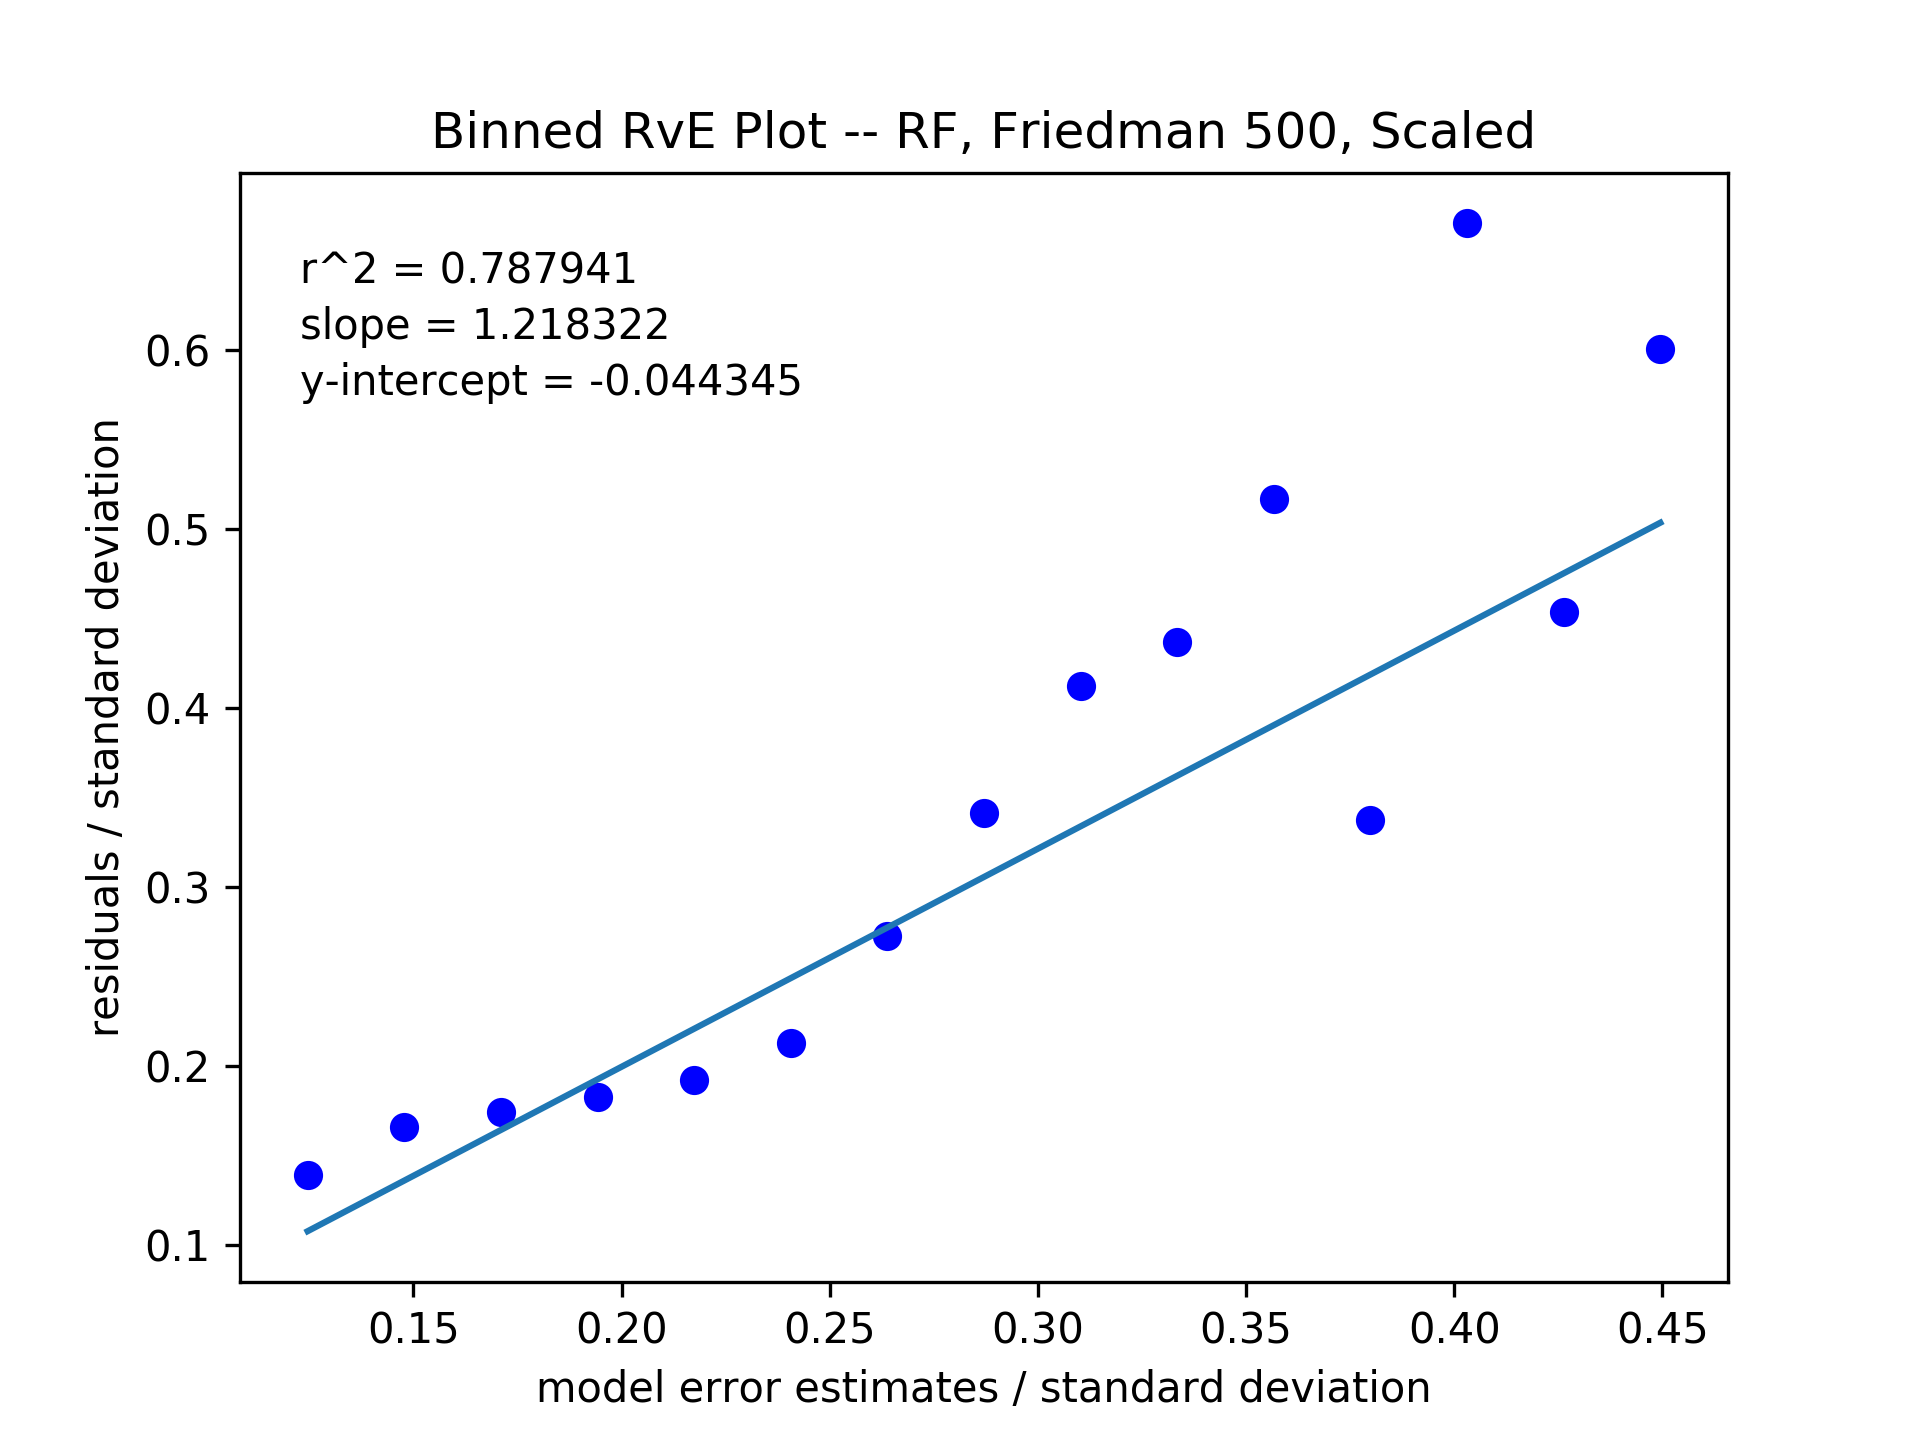 Binned RvE Plot -- RF, Friedman 500, Scaled
r^2 = 0.787941
slope = 1.218322
y-intercept = -0.044345
residuals / standard deviation
0.6
0.5
0.4
0.3
0.2
0.1
0.15 0.20 0.25 0.30 0.35 0.40 0.45
model error estimates / standard deviation